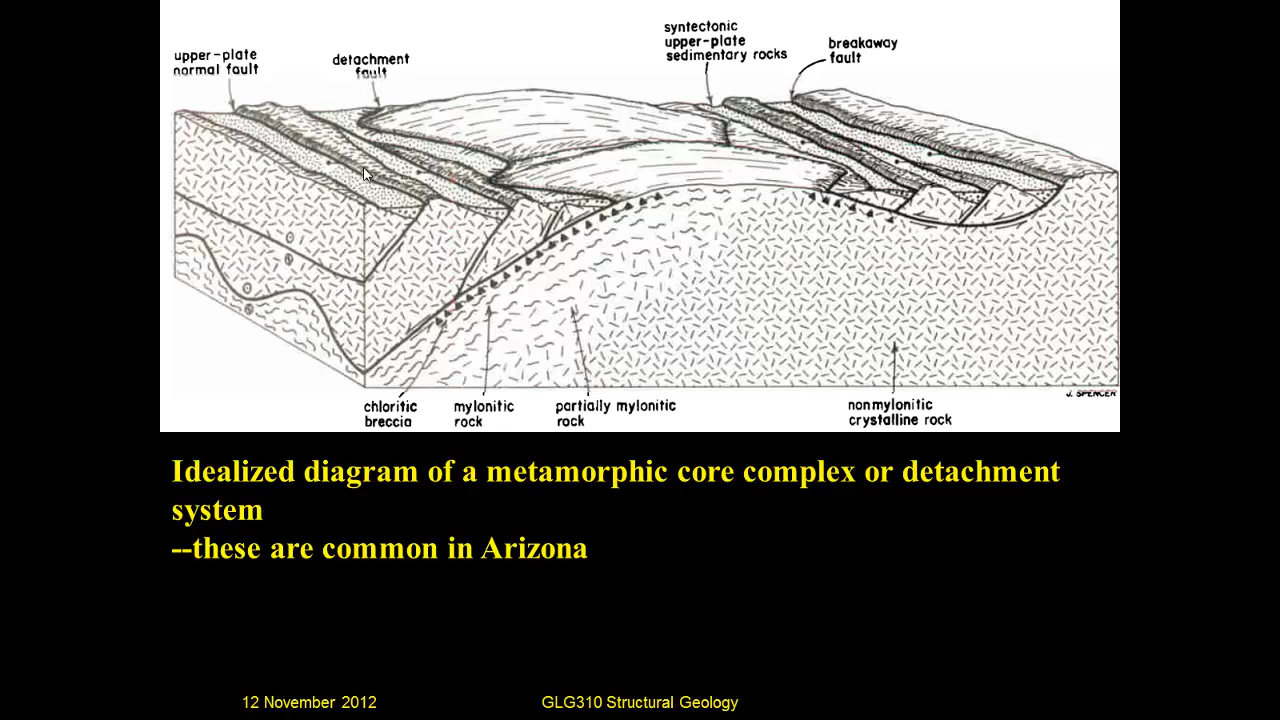 upper-plate
normal fault
detachment
fault
syntectonic
upper-plate
sedimentary rocks
breakaway
fault
chloritic
breccia
mylonitic
rock
partially mylonitic
rock
nonmylonitic
crystalline rock
J. SPENCER
Idealized diagram of a metamorphic core complex or detachment
system
--these are common in Arizona
12 November 2012
GLG310 Structural Geology